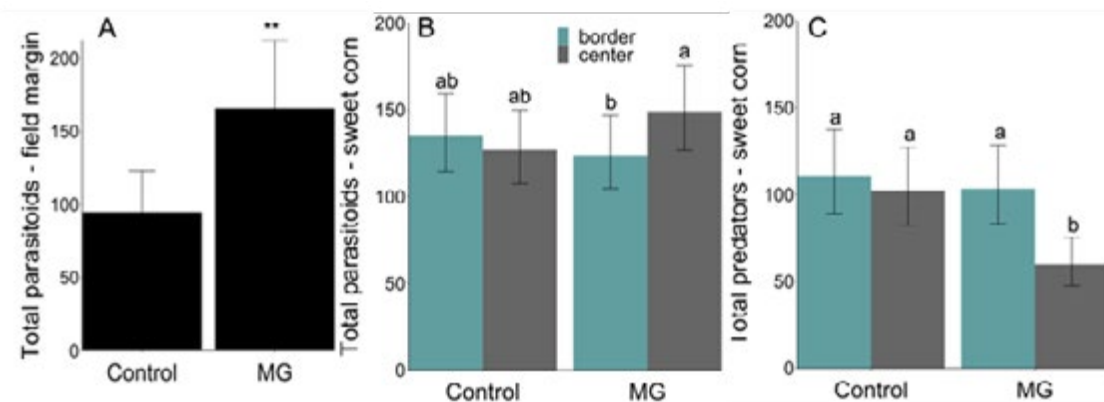 A
**
Total parasitoids - field margin
200
150
100
50
0
Control
MG
B
border
center
Total parasitoids - sweet corn
200
150
100
50
0
ab
ab
b
a
Control
MG
C
Total predators - sweet corn
200
150
100
50
0
a
a
a
b
Control
MG